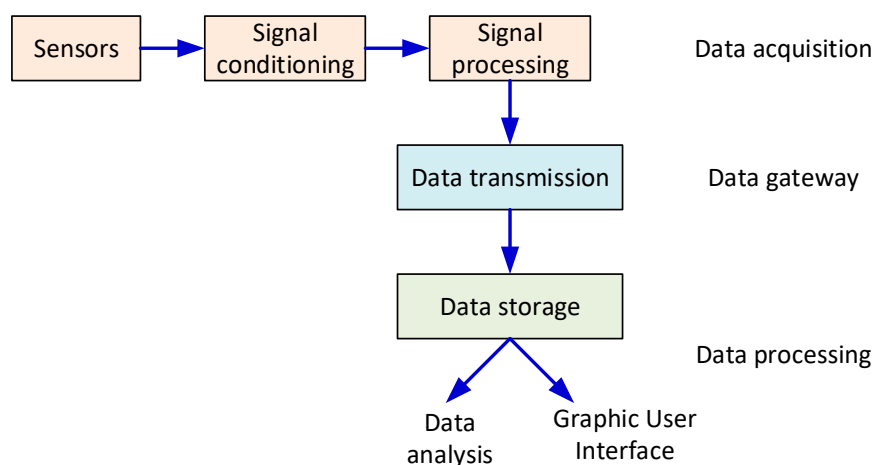 Sensors
Signal
conditioning
Signal
processing
Data acquisition
Data transmission
Data gateway
Data storage
Data processing
Data
analysis
Graphic User
Interface